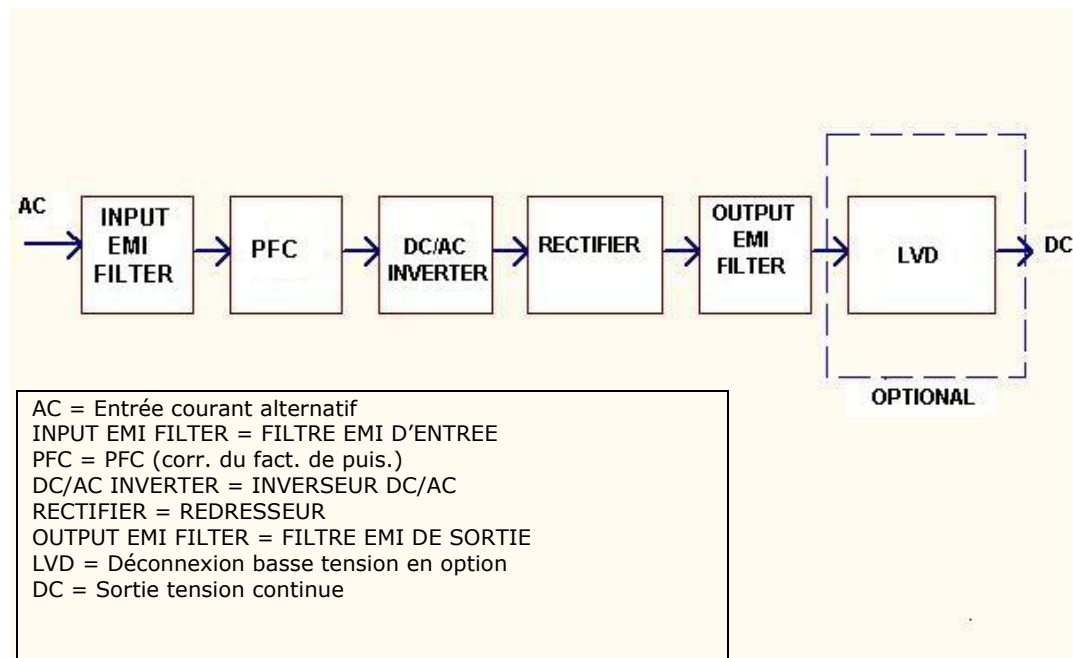 AC
INPUT
EMI
FILTER
PFC
DC/AC
INVERTER
RECTIFIER
OUTPUT
EMI
FILTER
LVD
DC
OPTIONAL
AC = Entrée courant alternatif
INPUT EMI FILTER = FILTRE EMI D'ENTREE
PFC = PFC (corr. du fact. de puis.)
DC/AC INVERTER = INVERSEUR DC/AC
RECTIFIER = REDRESSEUR
OUTPUT EMI FILTER = FILTRE EMI DE SORTIE
LVD = Déconnexion basse tension en option
DC = Sortie tension continue